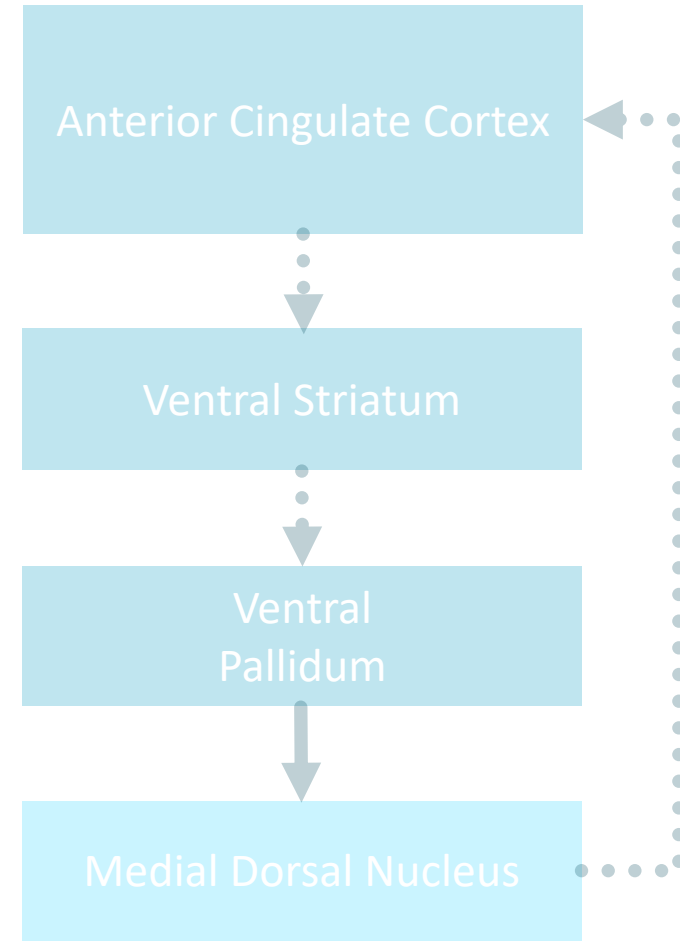 Anterior Cingulate Cortex
Ventral Striatum
Ventral
Pallidum
Medial Dorsal Nucleus